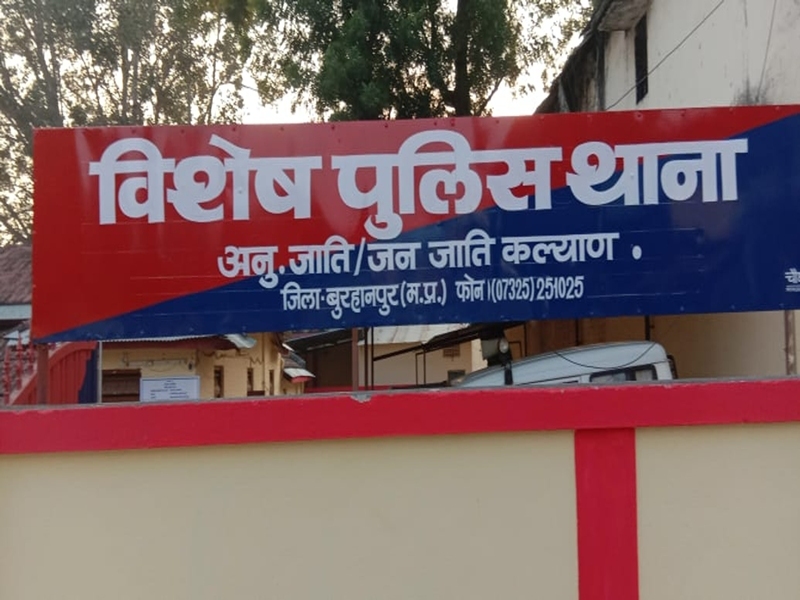 विशेष पुलिस थाना
अनु. जाति/जन जाति कल्याण .
जिला-बुरहानपुर (म.प्र.) फोन।(07325) 251025